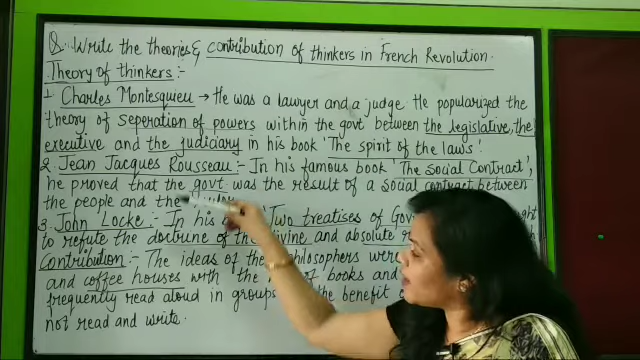 Q. Write the theories & contribution of thinkers in French Revolution.
Theory of thinkers :-
1. Charles Montesquieu → He was a lawyer and a judge. He popularized the
theory of seperation of powers within the govt between the legislative, the
executive and the judiciary in his book 'The spirit of the laws'
2. Jean Jacques Rousseau :- In his famous book 'The Social Contract',
he proved that the govt was the result of a social contract between
the people and the
3. John Locke :- In his Two treatises of
to refute the doctrine of the divine and absolute
Contribution :- The ideas of the philosophers were
and coffee houses with the of books and
frequently read aloud in groups the benefit
not read and write.